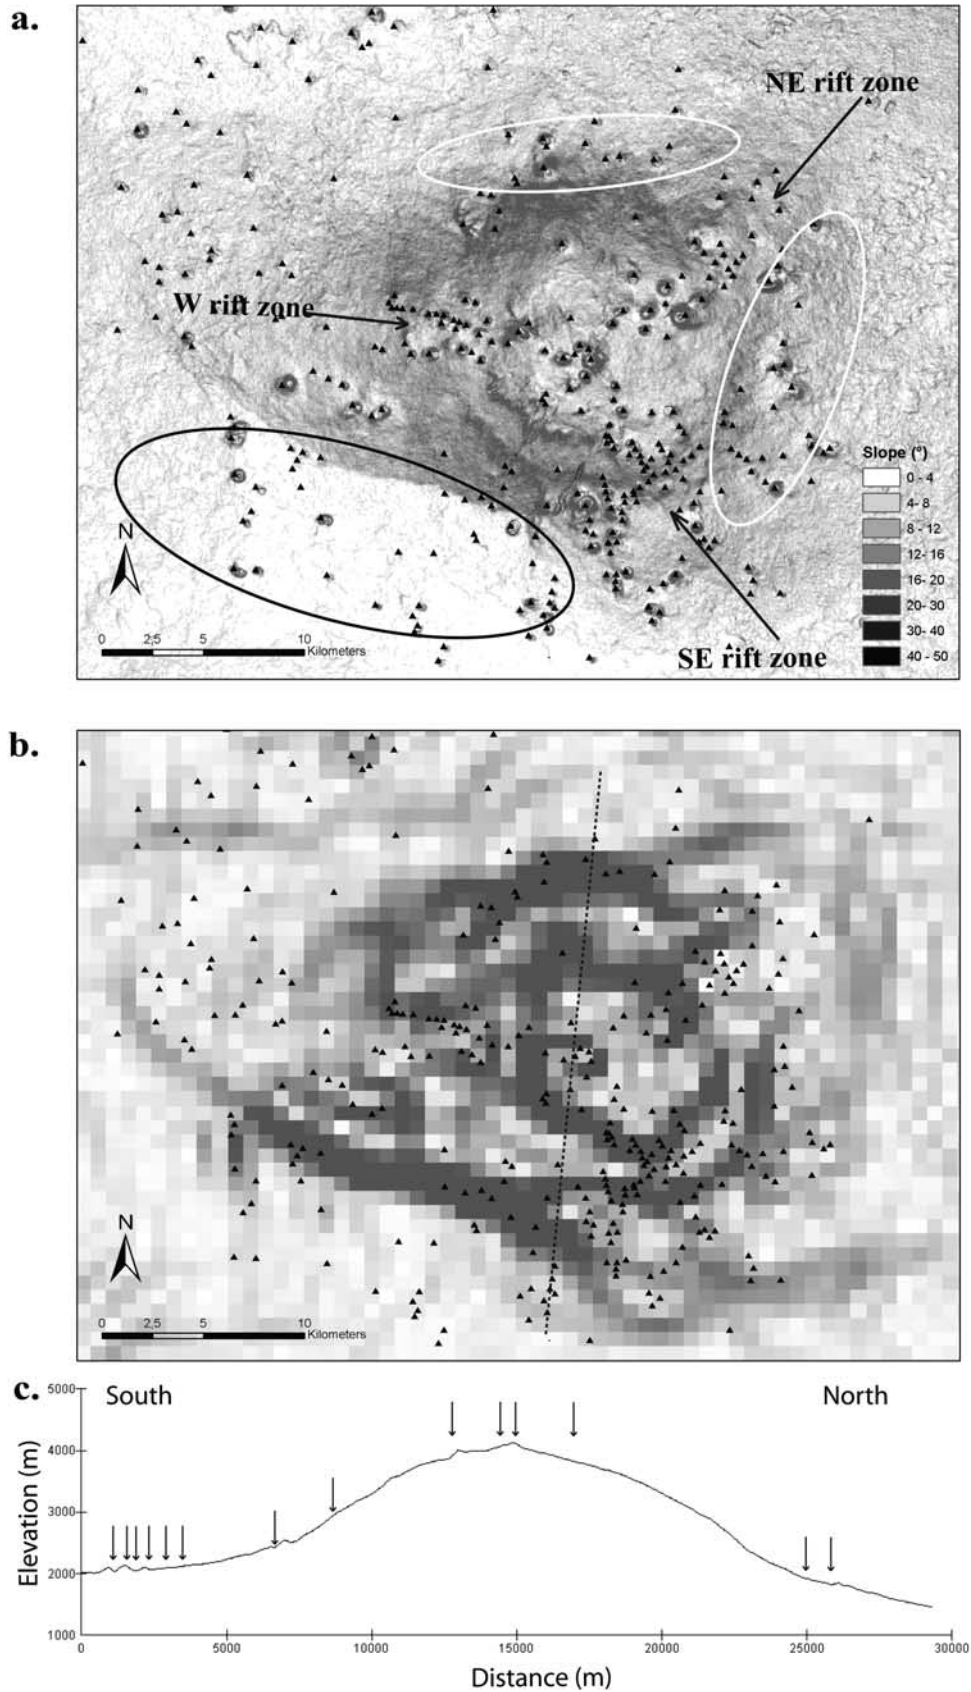 a.
NE rift zone
W rift zone
Slope (°)
0 - 4
4- 8
8 - 12
12- 16
16 - 20
20 - 30
30- 40
40 - 50
N
0 2,5 5 10
Kilometers
SE rift zone
b.
N
0 2,5 5 10
Kilometers
c.
South
North
5000
4000
3000
2000
1000
Elevation (m)
0 5000 10000 15000 20000 25000 30000
Distance (m)